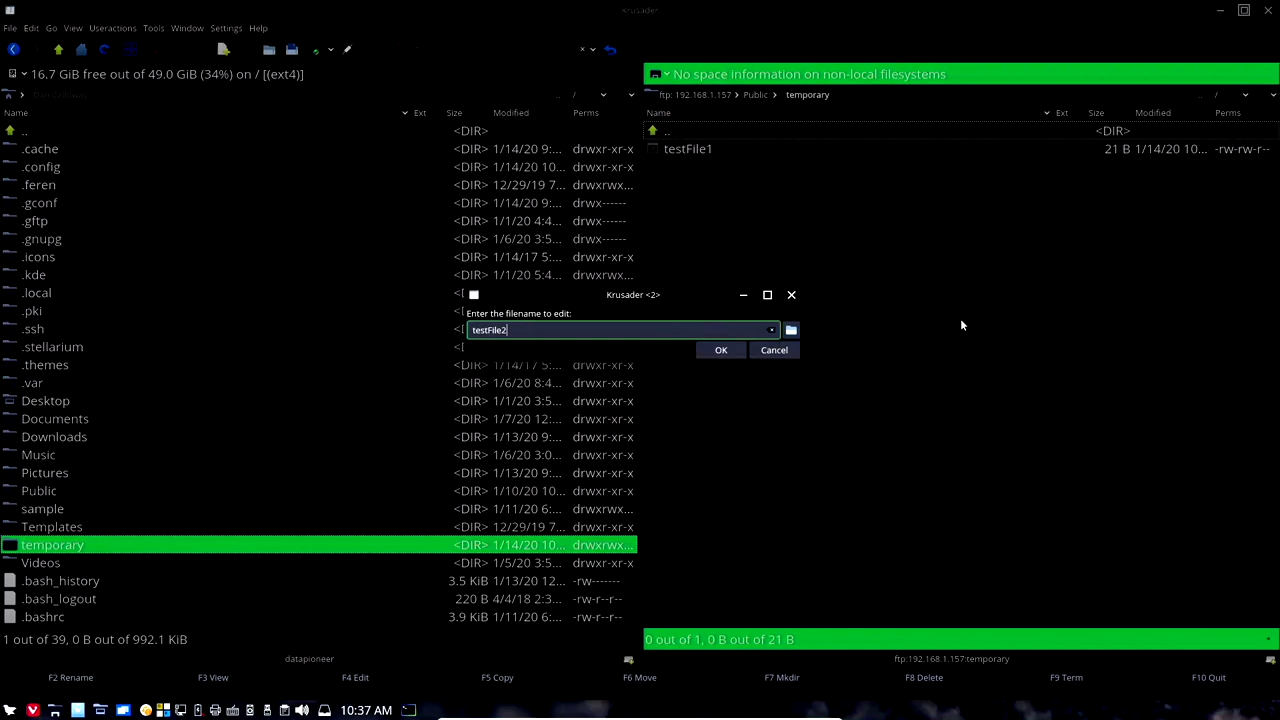 Krusader
File Edit Go View Useractions Tools Window Settings Help
16.7 GiB free out of 49.0 GiB (34%) on / [(ext4)]
No space information on non-local filesystems
.. /
ftp: 192.168.1.157 Public temporary .. /
Name Ext Size Modified Perms
Name Ext Size Modified Perms
.. <DIR>
.cache <DIR> 1/14/20 9:... drwxr-xr-x
.config <DIR> 1/14/20 10... drwxr-xr-x
.feren <DIR> 12/29/19 7... drwxrwx...
.gconf <DIR> 1/14/20 9:... drwx------
.gftp <DIR> 1/1/20 4:4... drwx------
.gnupg <DIR> 1/6/20 3:5... drwx------
.icons <DIR> 1/14/17 5:... drwxr-xr-x
.kde <DIR> 1/1/20 5:4... drwxrwx...
.local
.pki
.ssh
.stellarium
.themes <DIR> 1/14/17 5:... drwxr-xr-x
.var <DIR> 1/6/20 8:4... drwxr-xr-x
Desktop <DIR> 1/1/20 3:5... drwxr-xr-x
Documents <DIR> 1/7/20 12:... drwxr-xr-x
Downloads <DIR> 1/13/20 9:... drwxr-xr-x
Music <DIR> 1/6/20 3:0... drwxr-xr-x
Pictures <DIR> 1/13/20 9:... drwxr-xr-x
Public <DIR> 1/10/20 10... drwxr-xr-x
sample <DIR> 1/11/20 6:... drwxr-xr-x
Templates <DIR> 12/29/19 7... drwxr-xr-x
temporary <DIR> 1/14/20 10... drwxrwx...
Videos <DIR> 1/5/20 3:5... drwxr-xr-x
.bash_history 3.5 KiB 1/13/20 12... -rw-------
.bash_logout 220 B 4/4/18 2:3... -rw-r--r--
.bashrc 3.9 KiB 1/11/20 6:... -rw-r--r--
1 out of 39, 0 B out of 992.1 KiB
.. <DIR>
testFile1 21 B 1/14/20 10... -rw-rw-r--
0 out of 1, 0 B out of 21 B
Krusader <2>
Enter the filename to edit:
testFile2
OK Cancel
datapioneer
ftp:192.168.1.157:temporary
F2 Rename F3 View F4 Edit F5 Copy F6 Move F7 Mkdir F8 Delete F9 Term F10 Quit
10:37 AM